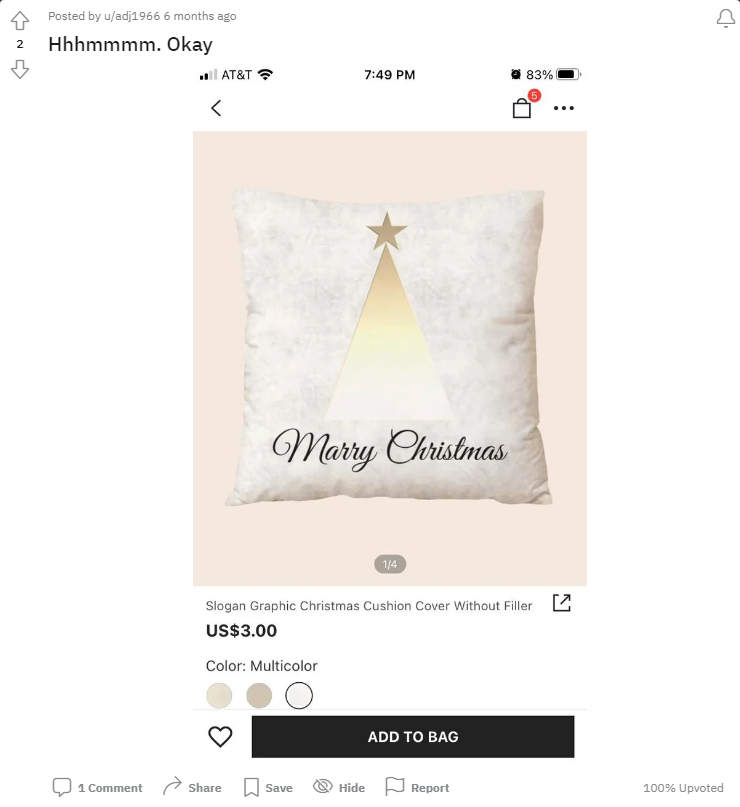 Posted by u/adj1966 6 months ago
2
Hhhmmmm. Okay
AT&T 7:49 PM 83%
5
Marry Christmas
1/4
Slogan Graphic Christmas Cushion Cover Without Filler
US$3.00
Color: Multicolor
ADD TO BAG
1 Comment Share Save Hide Report 100% Upvoted